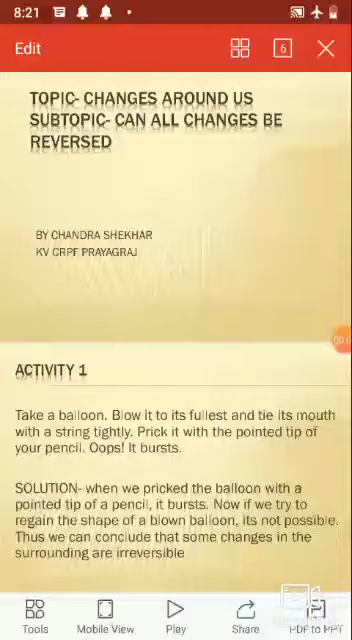 8:21
Edit
6
TOPIC- CHANGES AROUND US
SUBTOPIC- CAN ALL CHANGES BE
REVERSED
BY CHANDRA SHEKHAR
KV CRPF PRAYAGRAJ
00:0
ACTIVITY 1
Take a balloon. Blow it to its fullest and tie its mouth
with a string tightly. Prick it with the pointed tip of
your pencil. Oops! It bursts.
SOLUTION- when we pricked the balloon with a
pointed tip of a pencil, it bursts. Now if we try to
regain the shape of a blown balloon, its not possible.
Thus we can conclude that some changes in the
surrounding are irreversible
Tools
Mobile View
Play
Share
PDF to PPT